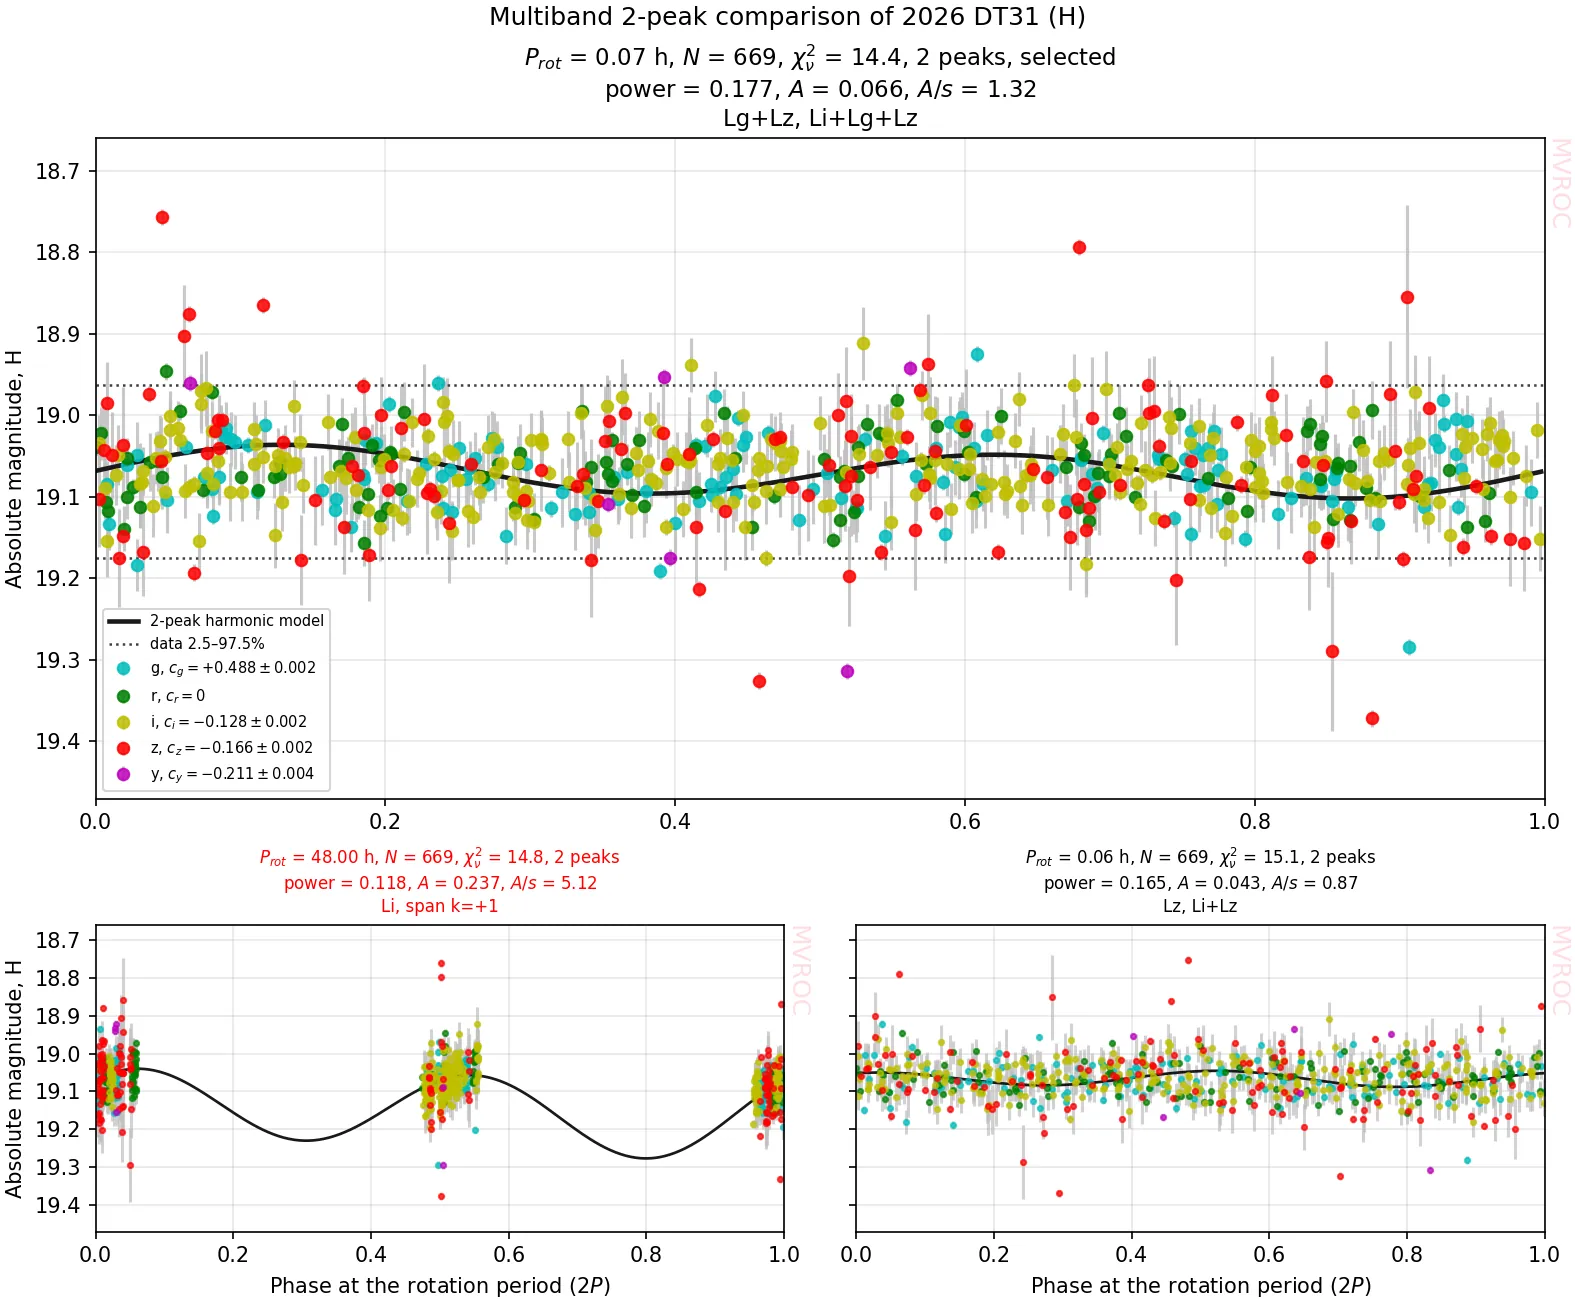 Multiband 2-peak comparison of 2026 DT31 (H)
P_rot = 0.07 h, N = 669, χ²_ν = 14.4, 2 peaks, selected
power = 0.177, A = 0.066, A/s = 1.32
Lg+Lz, Li+Lg+Lz
MVROC
Absolute magnitude, H
18.7
18.8
18.9
19.0
19.1
19.2
19.3
19.4
2-peak harmonic model
data 2.5–97.5%
g, c_g = +0.488 ± 0.002
r, c_r = 0
i, c_i = −0.128 ± 0.002
z, c_z = −0.166 ± 0.002
y, c_y = −0.211 ± 0.004
0.0 0.2 0.4 0.6 0.8 1.0
P_rot = 48.00 h, N = 669, χ²_ν = 14.8, 2 peaks
power = 0.118, A = 0.237, A/s = 5.12
Li, span k=+1
MVROC
Absolute magnitude, H
18.7
18.8
18.9
19.0
19.1
19.2
19.3
19.4
0.0 0.2 0.4 0.6 0.8 1.0
Phase at the rotation period (2P)
P_rot = 0.06 h, N = 669, χ²_ν = 15.1, 2 peaks
power = 0.165, A = 0.043, A/s = 0.87
Lz, Li+Lz
MVROC
0.0 0.2 0.4 0.6 0.8 1.0
Phase at the rotation period (2P)